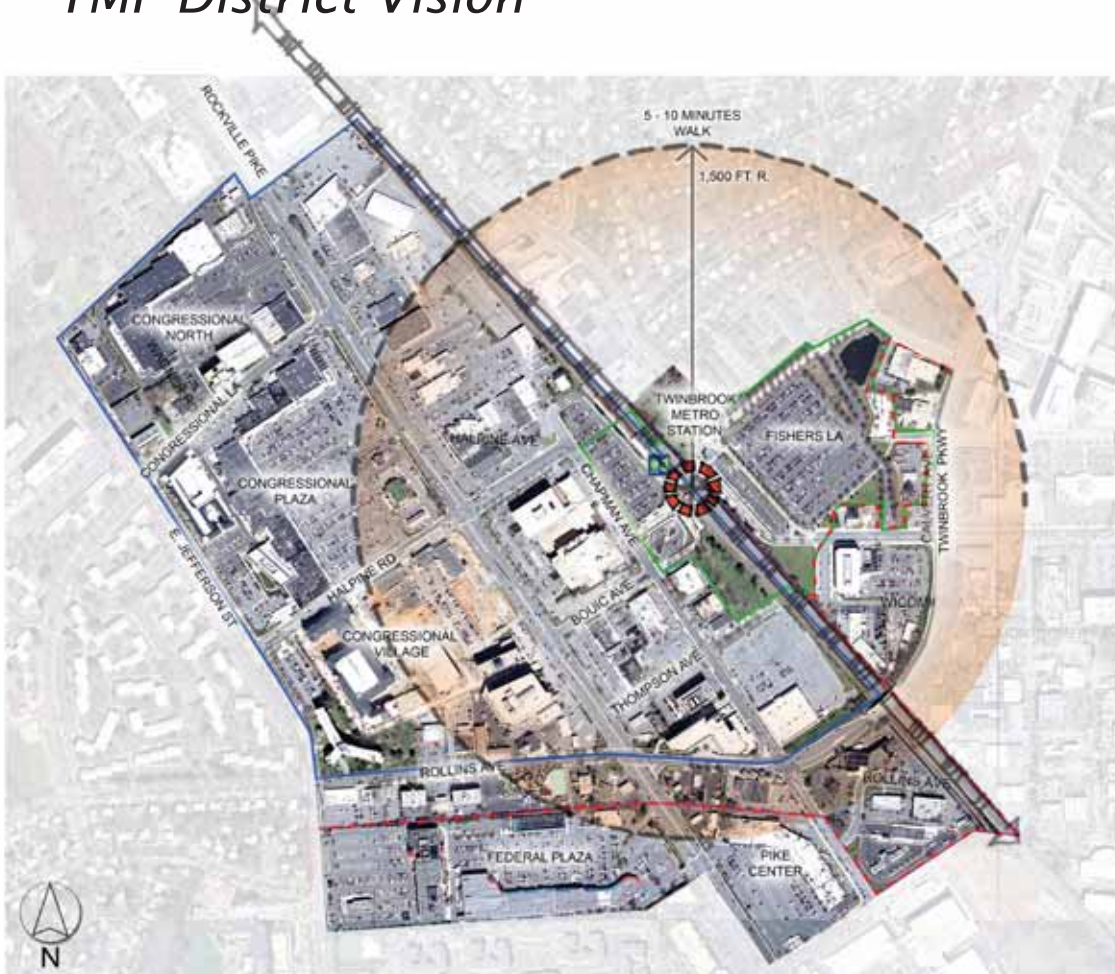 TMP District Vision
ROCKVILLE PIKE
5 - 10 MINUTES
WALK
1,500 FT. R.
CONGRESSIONAL
NORTH
CONGRESSIONAL LA
TWINBROOK
METRO
STATION
FISHERS LA
HALPINE AVE
CONGRESSIONAL
PLAZA
CHAPMAN AVE
TWINBROOK PKWY
E. JEFFERSON ST
HALPINE RD
BOUIC AVE
CONGRESSIONAL
VILLAGE
THOMPSON AVE
ROLLINS AVE
ROLLINS AVE
FEDERAL PLAZA
PIKE
CENTER
N